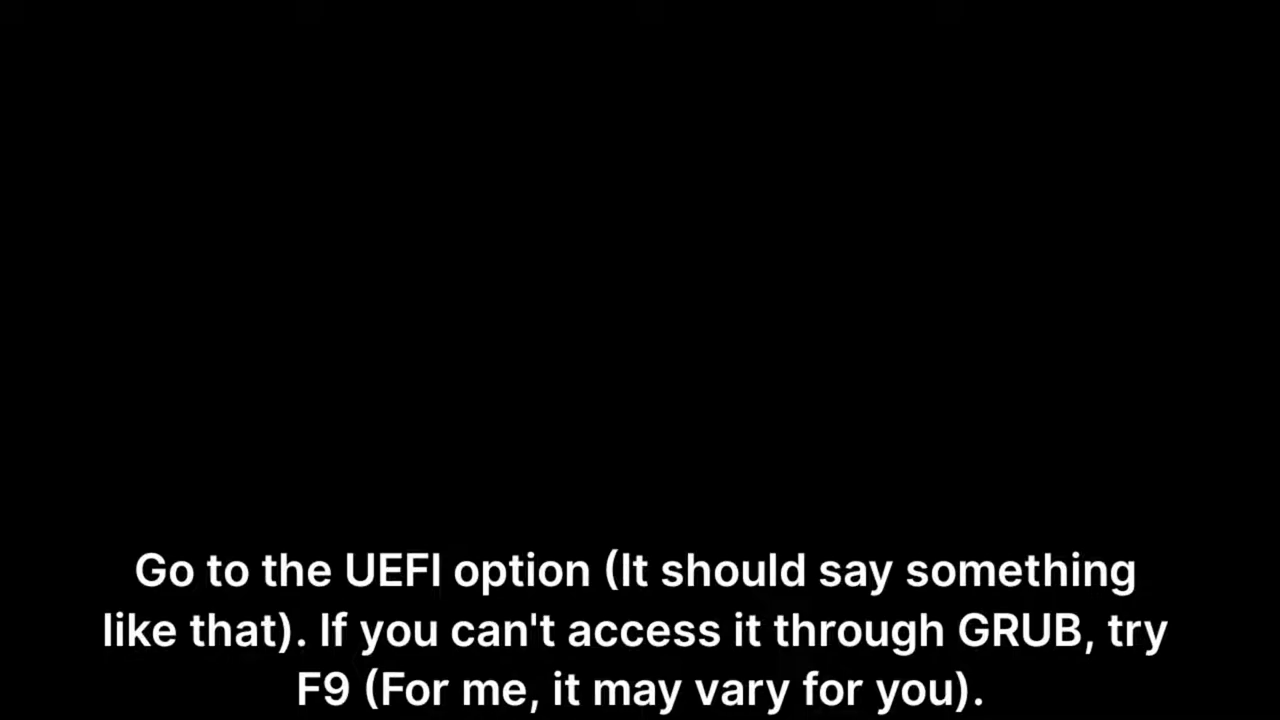 Go to the UEFI option (It should say something
like that). If you can't access it through GRUB, try
F9 (For me, it may vary for you).